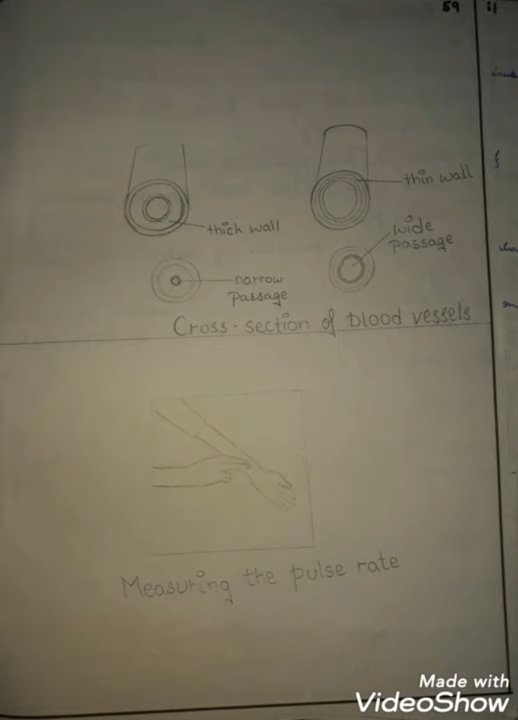 59
thin wall
thick wall
wide
passage
narrow
passage
Cross-section of blood vessels
Measuring the pulse rate
Made with
VideoShow